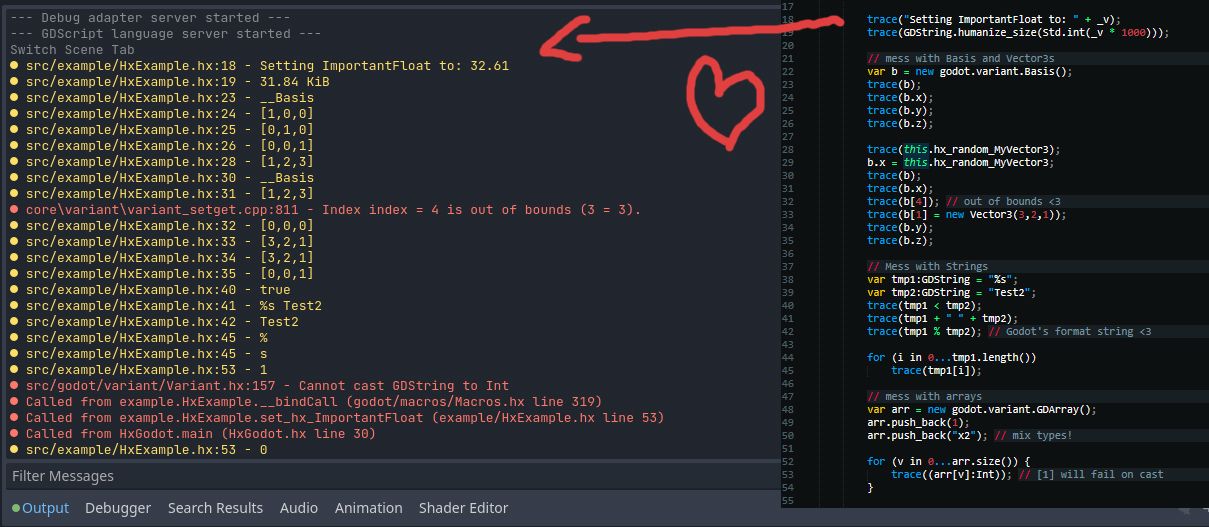 --- Debug adapter server started ---
--- GDScript language server started ---
Switch Scene Tab
src/example/HxExample.hx:18 - Setting ImportantFloat to: 32.61
src/example/HxExample.hx:19 - 31.84 KiB
src/example/HxExample.hx:23 - __Basis
src/example/HxExample.hx:24 - [1,0,0]
src/example/HxExample.hx:25 - [0,1,0]
src/example/HxExample.hx:26 - [0,0,1]
src/example/HxExample.hx:28 - [1,2,3]
src/example/HxExample.hx:30 - __Basis
src/example/HxExample.hx:31 - [1,2,3]
core\variant\variant_setget.cpp:811 - Index index = 4 is out of bounds (3 = 3).
src/example/HxExample.hx:32 - [0,0,0]
src/example/HxExample.hx:33 - [3,2,1]
src/example/HxExample.hx:34 - [3,2,1]
src/example/HxExample.hx:35 - [0,0,1]
src/example/HxExample.hx:40 - true
src/example/HxExample.hx:41 - %s Test2
src/example/HxExample.hx:42 - Test2
src/example/HxExample.hx:45 - %
src/example/HxExample.hx:45 - s
src/example/HxExample.hx:53 - 1
src/godot/variant/Variant.hx:157 - Cannot cast GDString to Int
Called from example.HxExample.__bindCall (godot/macros/Macros.hx line 319)
Called from example.HxExample.set_hx_ImportantFloat (example/HxExample.hx line 53)
Called from HxGodot.main (HxGodot.hx line 30)
src/example/HxExample.hx:53 - 0
Filter Messages
Output Debugger Search Results Audio Animation Shader Editor
17
18 trace("Setting ImportantFloat to: " + _v);
19 trace(GDString.humanize_size(Std.int(_v * 1000)));
20
21 // mess with Basis and Vector3s
22 var b = new godot.variant.Basis();
23 trace(b);
24 trace(b.x);
25 trace(b.y);
26 trace(b.z);
27
28 trace(this.hx_random_MyVector3);
29 b.x = this.hx_random_MyVector3;
30 trace(b);
31 trace(b.x);
32 trace(b[4]); // out of bounds <3
33 trace(b[1] = new Vector3(3,2,1));
34 trace(b.y);
35 trace(b.z);
36
37 // Mess with Strings
38 var tmp1:GDString = "%s";
39 var tmp2:GDString = "Test2";
40 trace(tmp1 < tmp2);
41 trace(tmp1 + " " + tmp2);
42 trace(tmp1 % tmp2); // Godot's format string <3
43
44 for (i in 0...tmp1.length())
45 trace(tmp1[i]);
46
47 // mess with arrays
48 var arr = new godot.variant.GDArray();
49 arr.push_back(1);
50 arr.push_back("x2"); // mix types!
51
52 for (v in 0...arr.size()) {
53 trace((arr[v]:Int)); // [1] will fail on cast
54 }
55